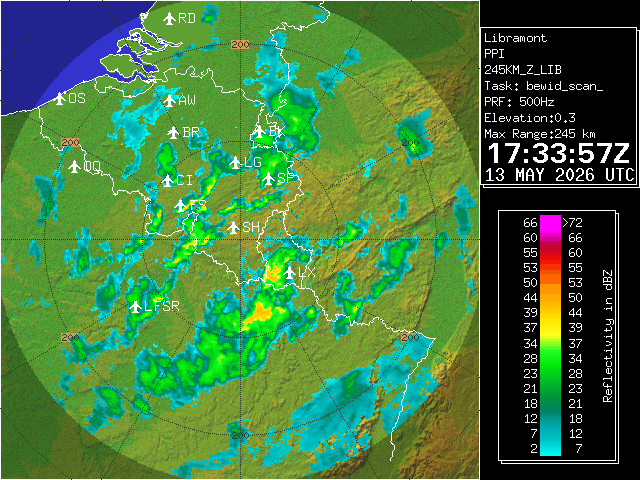 Libramont
PPI
245KM_Z_LIB
Task: bewid_scan_
PRF: 500Hz
Elevation:0.3
Max Range:245 km
17:33:57Z
13 MAY 2026 UTC
RD
200
OS
AW
BR
BK
200
200
QQ
LG
CI
SP
FS
SH
LX
LFSR
200
200
200
66 >72
60 66
55 60
53 55
50 53
44 50
39 44
37 39
34 37
28 34
23 28
21 23
18 21
12 18
7 12
2 7
Reflectivity in dBZ